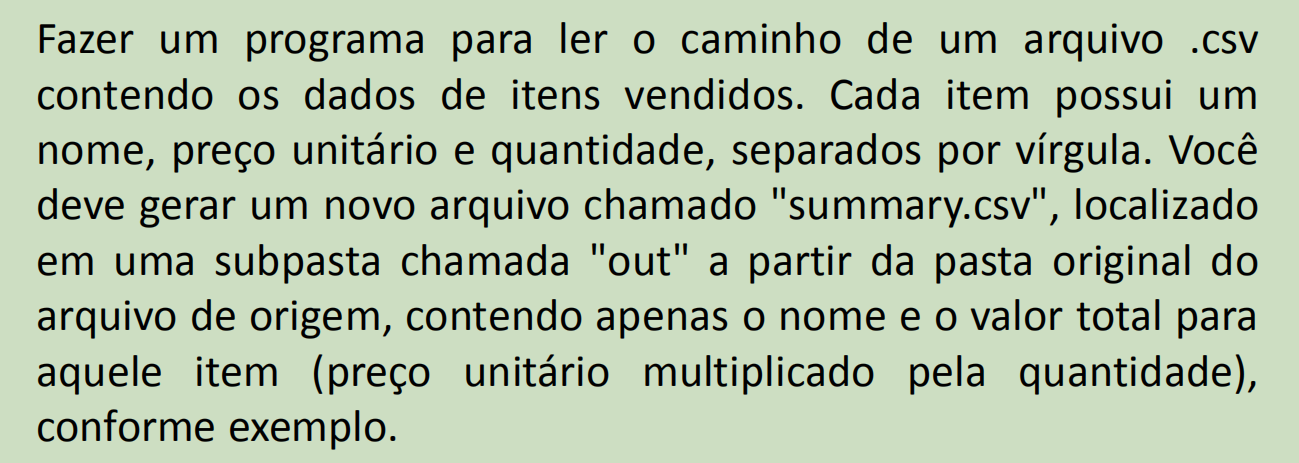 Fazer um programa para ler o caminho de um arquivo .csv
contendo os dados de itens vendidos. Cada item possui um
nome, preço unitário e quantidade, separados por vírgula. Você
deve gerar um novo arquivo chamado "summary.csv", localizado
em uma subpasta chamada "out" a partir da pasta original do
arquivo de origem, contendo apenas o nome e o valor total para
aquele item (preço unitário multiplicado pela quantidade),
conforme exemplo.